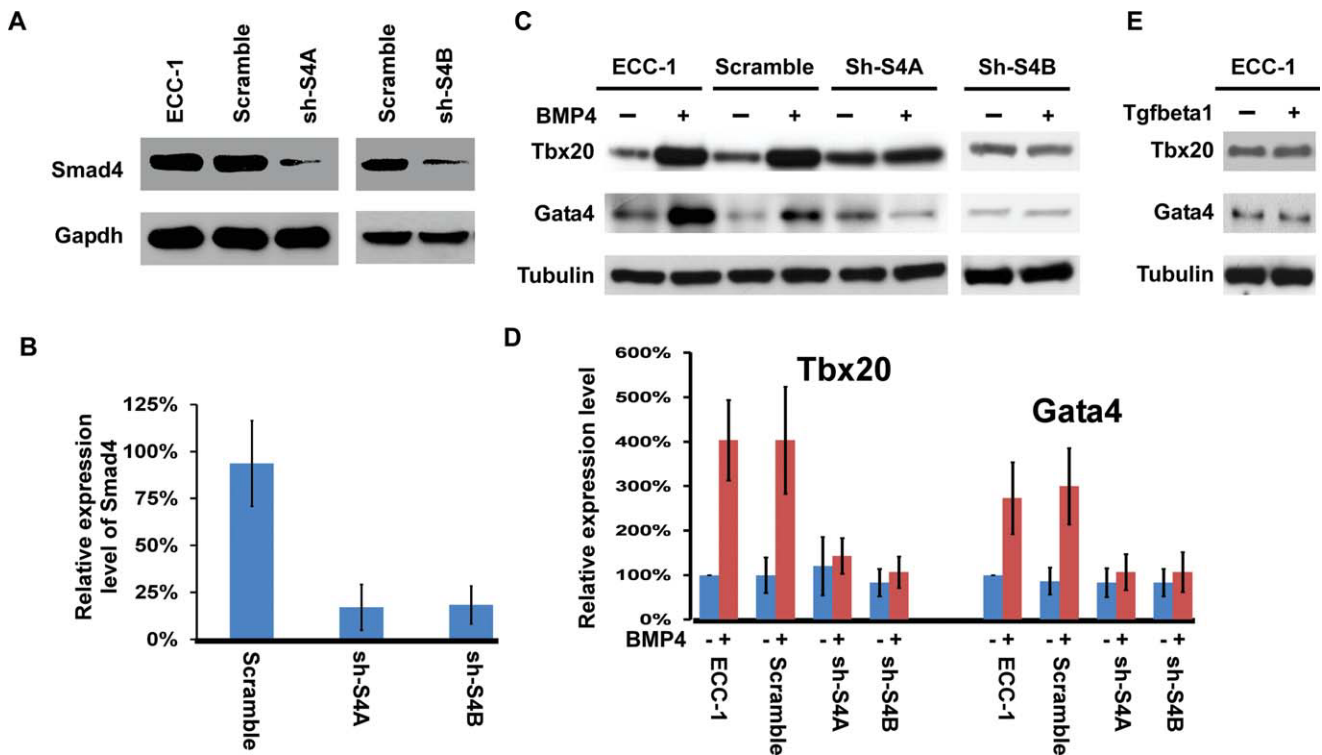 A
ECC-1
Scramble
sh-S4A
Scramble
sh-S4B
Smad4
Gapdh
B
Relative expression
level of Smad4
125%
100%
75%
50%
25%
0%
Scramble
sh-S4A
sh-S4B
C
ECC-1 Scramble Sh-S4A Sh-S4B
BMP4 – + – + – + – +
Tbx20
Gata4
Tubulin
D
Relative expression level
600%
500%
400%
300%
200%
100%
0%
Tbx20
Gata4
BMP4 - + - + - + - + - + - + - + - +
ECC-1
Scramble
sh-S4A
sh-S4B
ECC-1
Scramble
sh-S4A
sh-S4B
E
ECC-1
Tgfbeta1 – +
Tbx20
Gata4
Tubulin